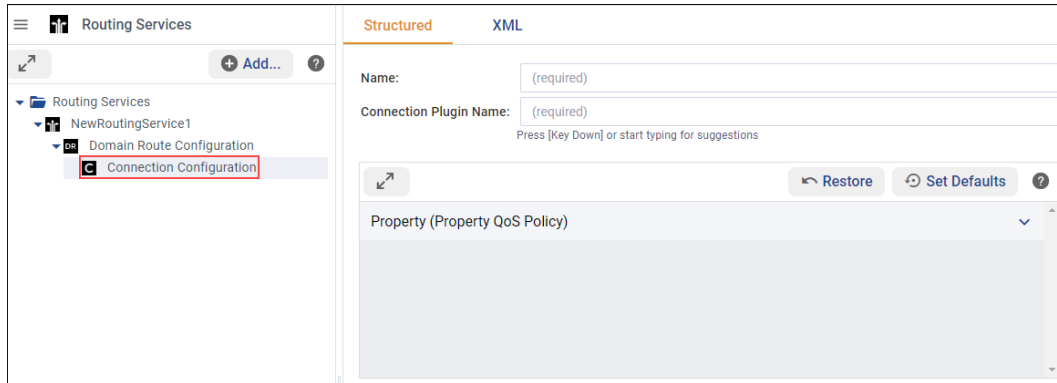 Routing Services
Add...
Routing Services
NewRoutingService1
DR Domain Route Configuration
C Connection Configuration
Structured XML
Name: (required)
Connection Plugin Name: (required)
Press [Key Down] or start typing for suggestions
Restore Set Defaults
Property (Property QoS Policy)